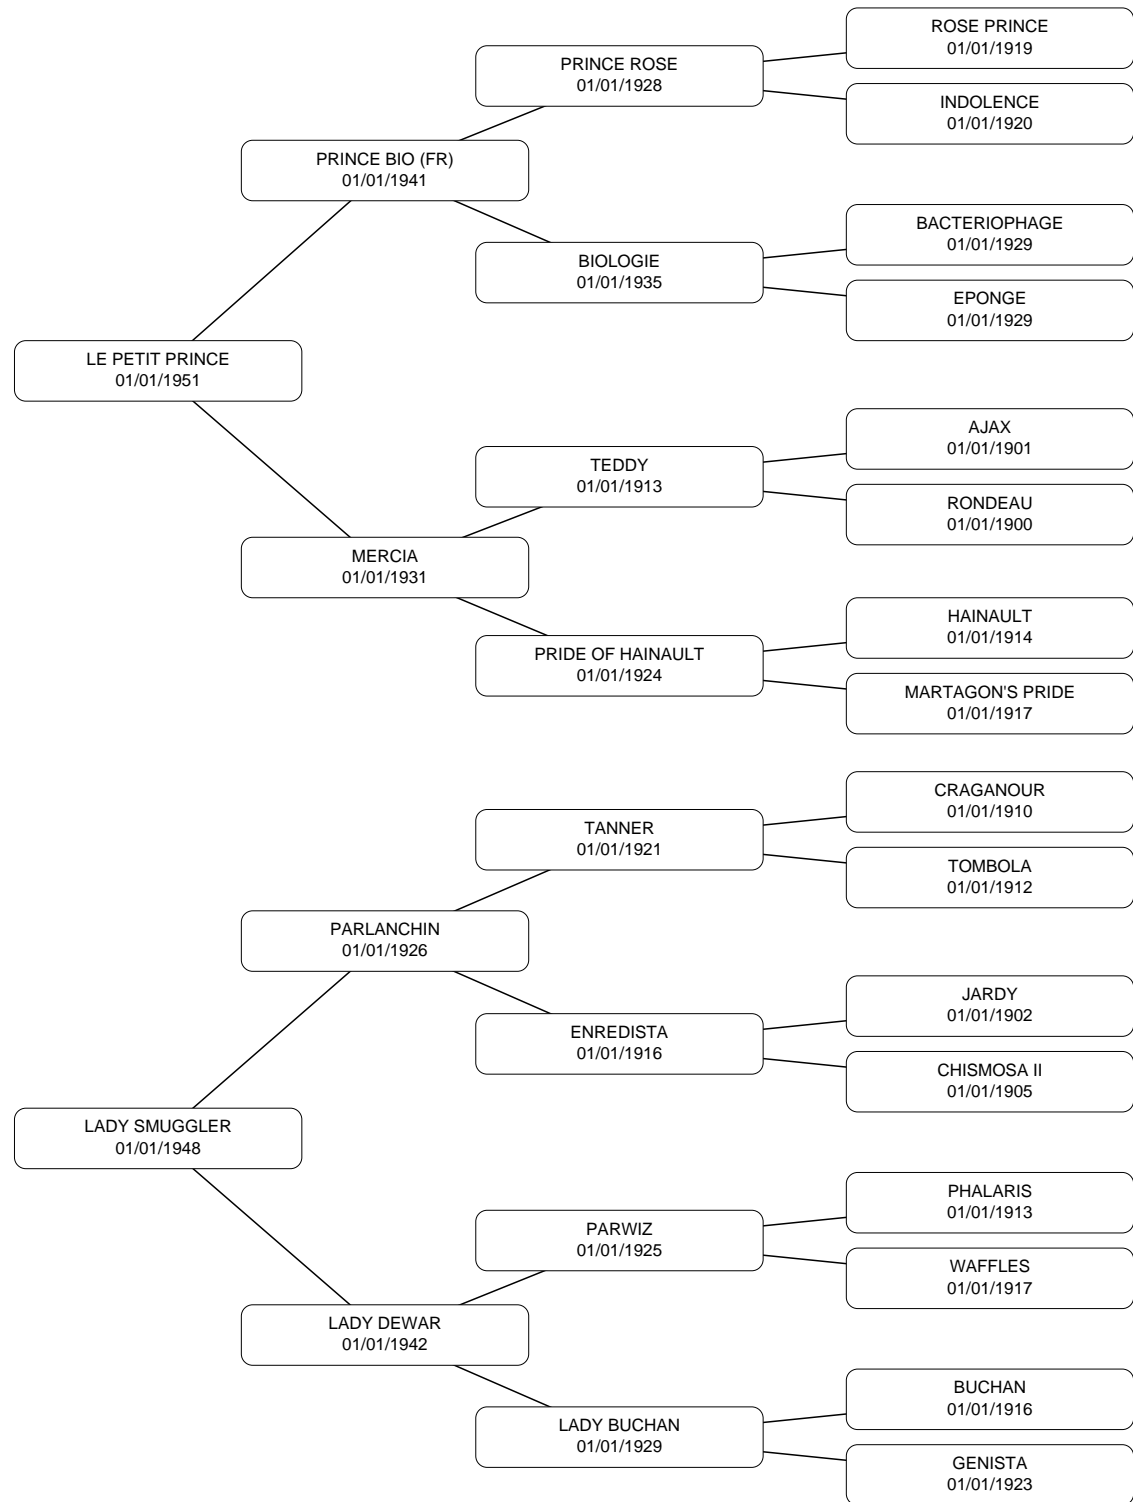 ROSE PRINCE
01/01/1919
PRINCE ROSE
01/01/1928
INDOLENCE
01/01/1920
PRINCE BIO (FR)
01/01/1941
BACTERIOPHAGE
01/01/1929
BIOLOGIE
01/01/1935
EPONGE
01/01/1929
LE PETIT PRINCE
01/01/1951
AJAX
01/01/1901
TEDDY
01/01/1913
RONDEAU
01/01/1900
MERCIA
01/01/1931
HAINAULT
01/01/1914
PRIDE OF HAINAULT
01/01/1924
MARTAGON'S PRIDE
01/01/1917
CRAGANOUR
01/01/1910
TANNER
01/01/1921
TOMBOLA
01/01/1912
PARLANCHIN
01/01/1926
JARDY
01/01/1902
ENREDISTA
01/01/1916
CHISMOSA II
01/01/1905
LADY SMUGGLER
01/01/1948
PHALARIS
01/01/1913
PARWIZ
01/01/1925
WAFFLES
01/01/1917
LADY DEWAR
01/01/1942
BUCHAN
01/01/1916
LADY BUCHAN
01/01/1929
GENISTA
01/01/1923